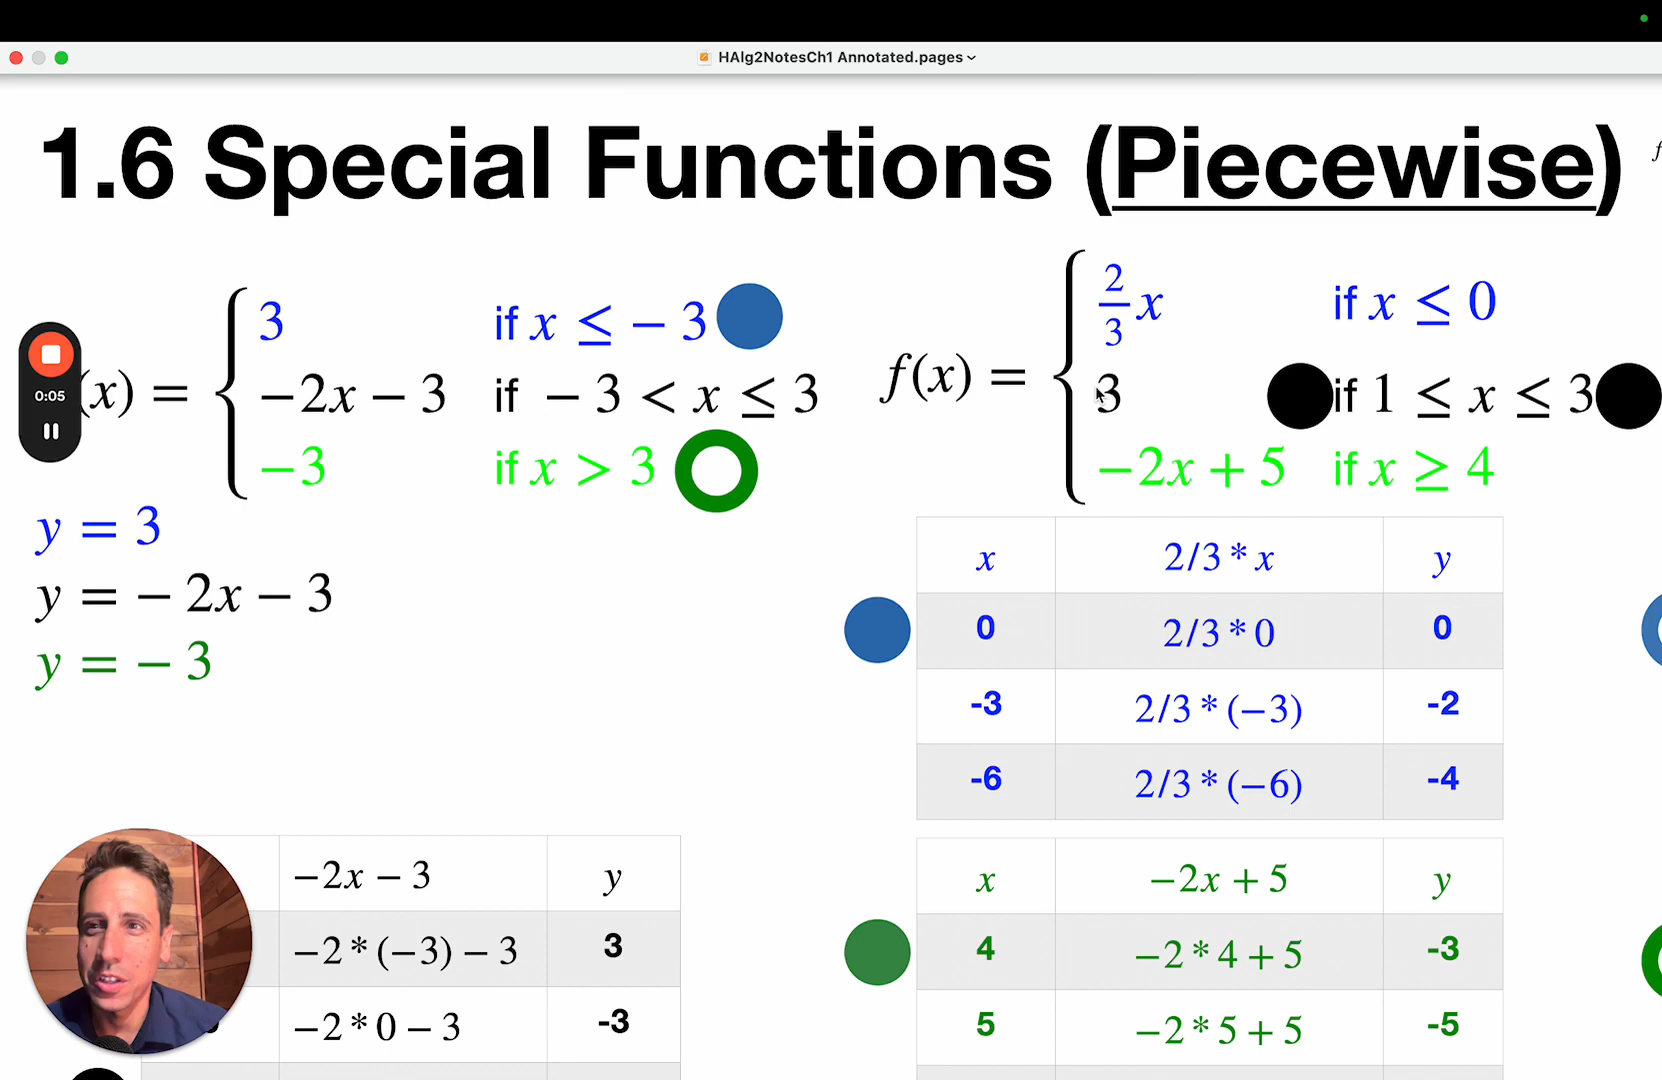 HAlg2NotesCh1 Annotated.pages
1.6 Special Functions (Piecewise)
f
(x) = { 3 if x ≤ − 3
−2x − 3 if − 3 < x ≤ 3
−3 if x > 3
f(x) = { 2/3 x if x ≤ 0
3 if 1 ≤ x ≤ 3
−2x + 5 if x ≥ 4
0:05
y = 3
y = − 2x − 3
y = − 3
x 2/3 * x y
0 2/3 * 0 0
-3 2/3 * (−3) -2
-6 2/3 * (−6) -4
−2x − 3 y
−2 * (−3) − 3 3
−2 * 0 − 3 -3
x −2x + 5 y
4 −2 * 4 + 5 -3
5 −2 * 5 + 5 -5